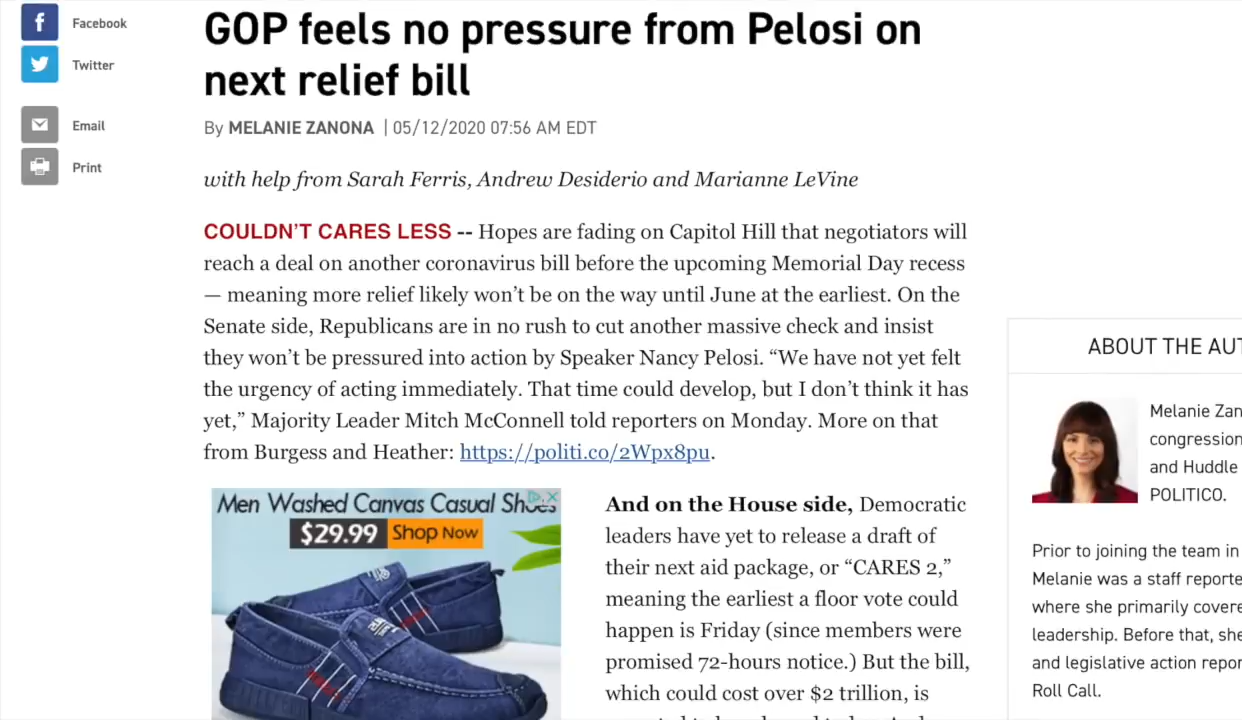 Facebook
Twitter
Email
Print
GOP feels no pressure from Pelosi on
next relief bill
By MELANIE ZANONA | 05/12/2020 07:56 AM EDT
with help from Sarah Ferris, Andrew Desiderio and Marianne LeVine
COULDN'T CARES LESS -- Hopes are fading on Capitol Hill that negotiators will
reach a deal on another coronavirus bill before the upcoming Memorial Day recess
— meaning more relief likely won't be on the way until June at the earliest. On the
Senate side, Republicans are in no rush to cut another massive check and insist
they won't be pressured into action by Speaker Nancy Pelosi. “We have not yet felt
the urgency of acting immediately. That time could develop, but I don't think it has
yet,” Majority Leader Mitch McConnell told reporters on Monday. More on that
from Burgess and Heather: https://politi.co/2Wpx8pu.
Men Washed Canvas Casual Shoes
$29.99 Shop Now
And on the House side, Democratic
leaders have yet to release a draft of
their next aid package, or “CARES 2,”
meaning the earliest a floor vote could
happen is Friday (since members were
promised 72-hours notice.) But the bill,
which could cost over $2 trillion, is
ABOUT THE AUT
Melanie Zan
congression
and Huddle
POLITICO.
Prior to joining the team in
Melanie was a staff reporte
where she primarily covere
leadership. Before that, she
and legislative action repor
Roll Call.